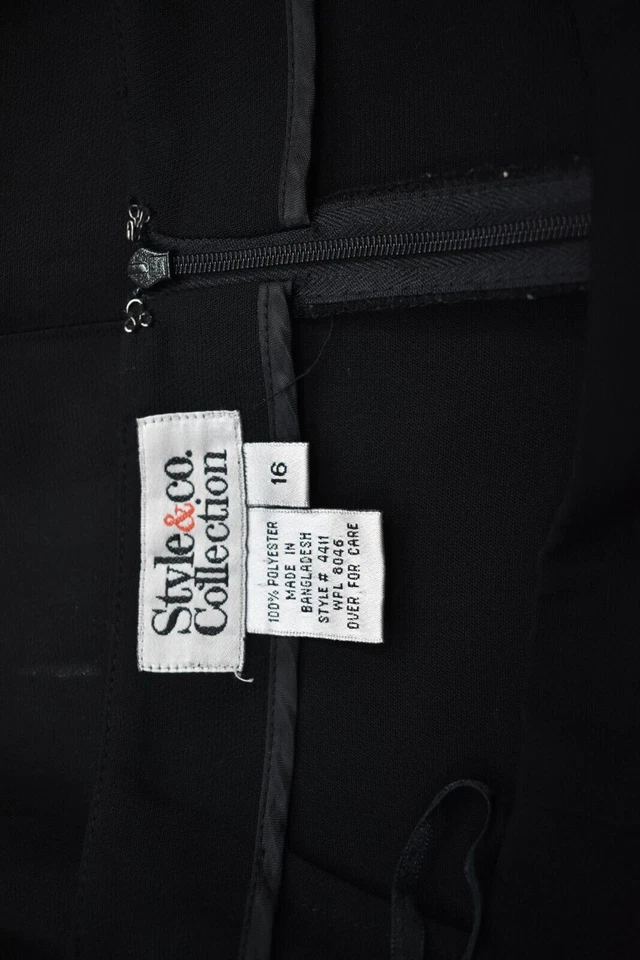 Style&co.
Collection
16
100% POLYESTER
MADE IN
BANGLADESH
STYLE# 4411
WPL 8046
OVER FOR CARE